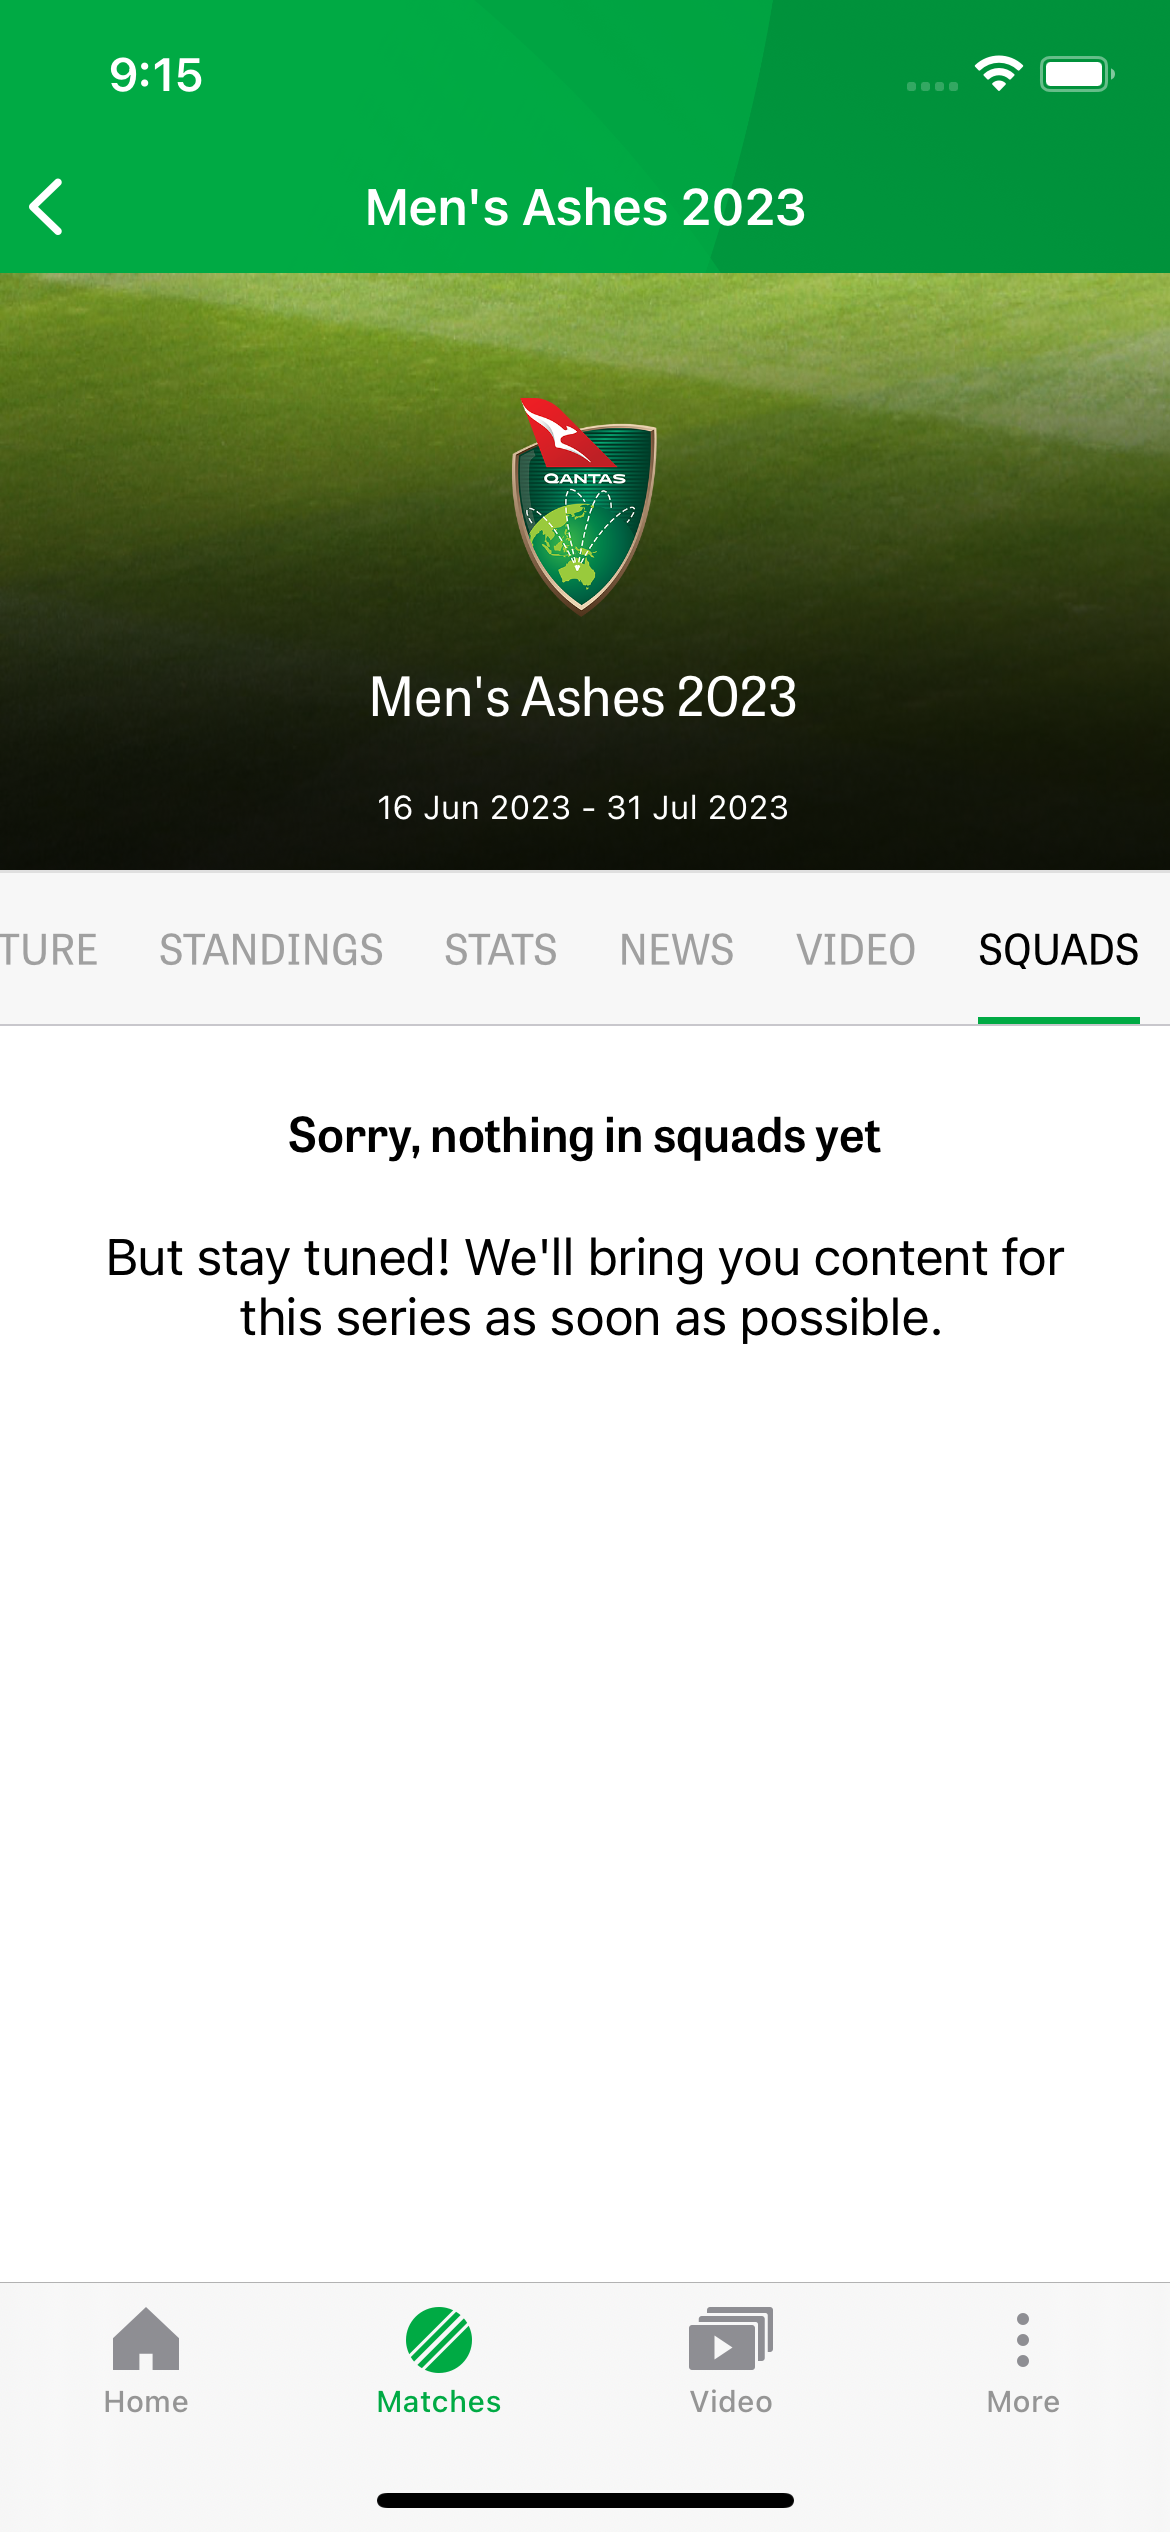 9:15
Men's Ashes 2023
QANTAS
Men's Ashes 2023
16 Jun 2023 - 31 Jul 2023
TURE STANDINGS STATS NEWS VIDEO SQUADS
Sorry, nothing in squads yet
But stay tuned! We'll bring you content for
this series as soon as possible.
Home Matches Video More